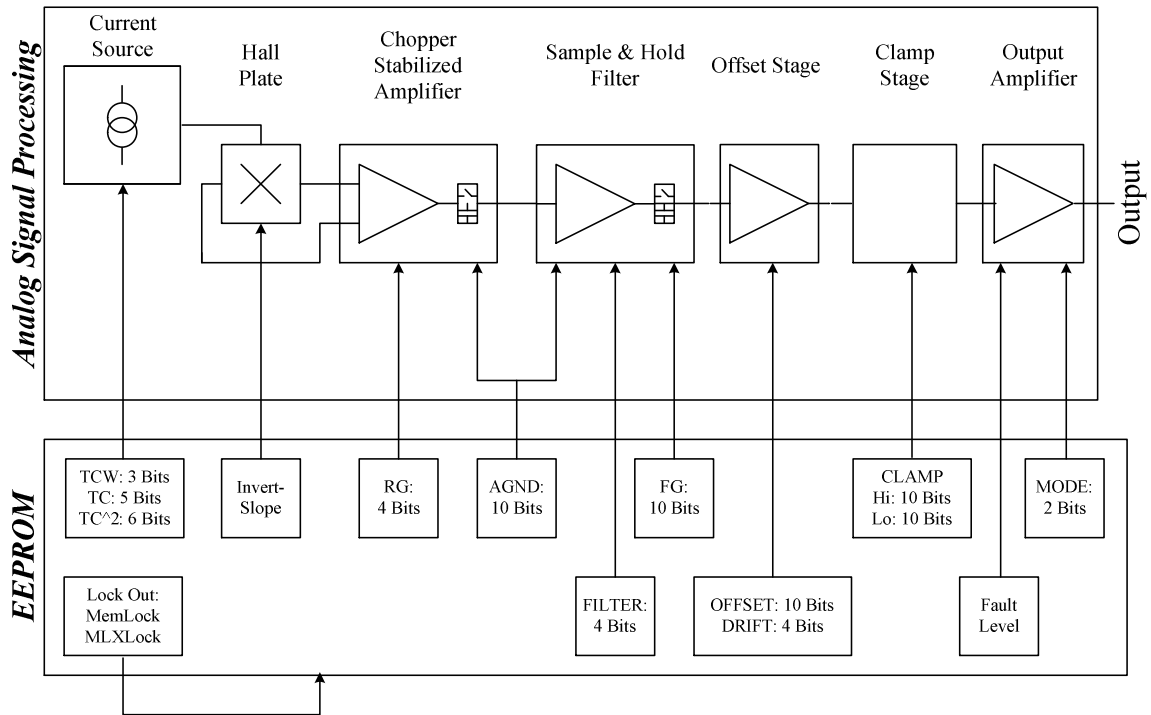 Analog Signal Processing
Current
Source
Hall
Plate
Chopper
Stabilized
Amplifier
Sample & Hold
Filter
Offset Stage
Clamp
Stage
Output
Amplifier
Output
EEPROM
TCW: 3 Bits
TC: 5 Bits
TC^2: 6 Bits
Invert-
Slope
RG:
4 Bits
AGND:
10 Bits
FG:
10 Bits
CLAMP
Hi: 10 Bits
Lo: 10 Bits
MODE:
2 Bits
Lock Out:
MemLock
MLXLock
FILTER:
4 Bits
OFFSET: 10 Bits
DRIFT: 4 Bits
Fault
Level